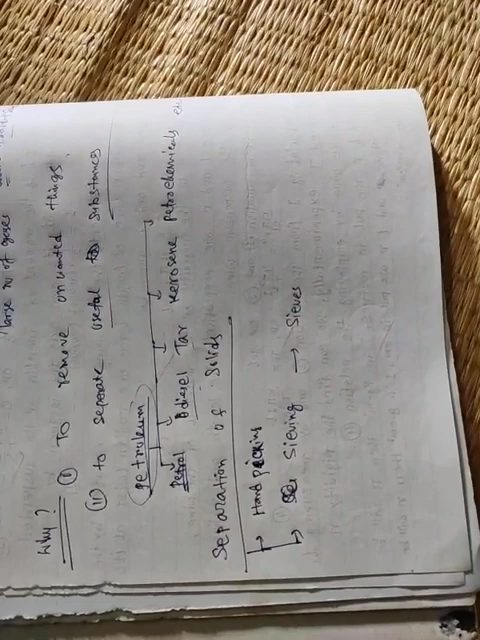 large no of gases
Why? (i) To remove unwanted things.
(ii) to separate useful substances
petroleum
Petrol diesel Tar kerosene petrochemicals etc
Separation of Solids
→ Hand picking
→ Sieving → Sieves